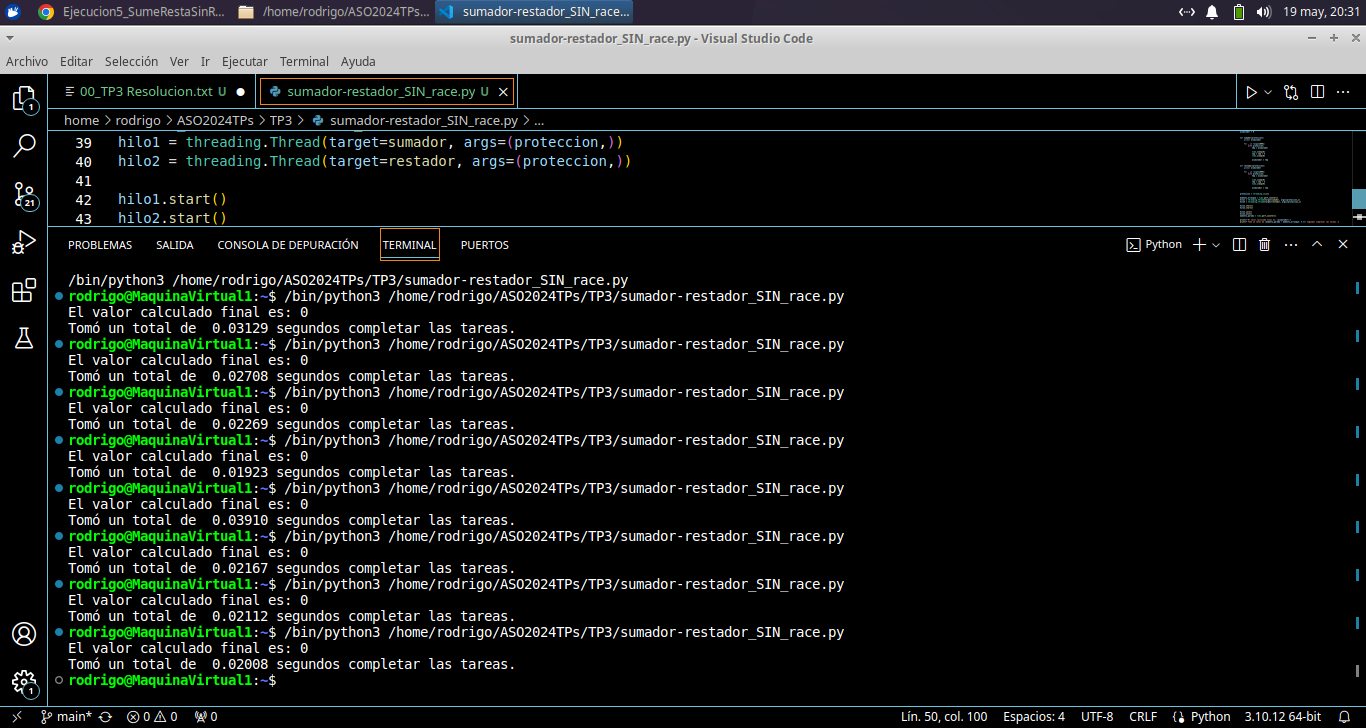 Ejecucion5_SumeRestaSinR...
/home/rodrigo/ASO2024TPs...
sumador-restador_SIN_race...
19 may, 20:31
sumador-restador_SIN_race.py - Visual Studio Code
Archivo Editar Selección Ver Ir Ejecutar Terminal Ayuda
00_TP3 Resolucion.txt U
sumador-restador_SIN_race.py U
home > rodrigo > ASO2024TPs > TP3 > sumador-restador_SIN_race.py > ...
39 hilo1 = threading.Thread(target=sumador, args=(proteccion,))
40 hilo2 = threading.Thread(target=restador, args=(proteccion,))
41
42 hilo1.start()
43 hilo2.start()
PROBLEMAS SALIDA CONSOLA DE DEPURACIÓN TERMINAL PUERTOS
Python
/bin/python3 /home/rodrigo/ASO2024TPs/TP3/sumador-restador_SIN_race.py
rodrigo@MaquinaVirtual1:~$ /bin/python3 /home/rodrigo/ASO2024TPs/TP3/sumador-restador_SIN_race.py
El valor calculado final es: 0
Tomó un total de  0.03129 segundos completar las tareas.
rodrigo@MaquinaVirtual1:~$ /bin/python3 /home/rodrigo/ASO2024TPs/TP3/sumador-restador_SIN_race.py
El valor calculado final es: 0
Tomó un total de  0.02708 segundos completar las tareas.
rodrigo@MaquinaVirtual1:~$ /bin/python3 /home/rodrigo/ASO2024TPs/TP3/sumador-restador_SIN_race.py
El valor calculado final es: 0
Tomó un total de  0.02269 segundos completar las tareas.
rodrigo@MaquinaVirtual1:~$ /bin/python3 /home/rodrigo/ASO2024TPs/TP3/sumador-restador_SIN_race.py
El valor calculado final es: 0
Tomó un total de  0.01923 segundos completar las tareas.
rodrigo@MaquinaVirtual1:~$ /bin/python3 /home/rodrigo/ASO2024TPs/TP3/sumador-restador_SIN_race.py
El valor calculado final es: 0
Tomó un total de  0.03910 segundos completar las tareas.
rodrigo@MaquinaVirtual1:~$ /bin/python3 /home/rodrigo/ASO2024TPs/TP3/sumador-restador_SIN_race.py
El valor calculado final es: 0
Tomó un total de  0.02167 segundos completar las tareas.
rodrigo@MaquinaVirtual1:~$ /bin/python3 /home/rodrigo/ASO2024TPs/TP3/sumador-restador_SIN_race.py
El valor calculado final es: 0
Tomó un total de  0.02112 segundos completar las tareas.
rodrigo@MaquinaVirtual1:~$ /bin/python3 /home/rodrigo/ASO2024TPs/TP3/sumador-restador_SIN_race.py
El valor calculado final es: 0
Tomó un total de  0.02008 segundos completar las tareas.
rodrigo@MaquinaVirtual1:~$
1
21
1
main* 0 0 0 Lín. 50, col. 100 Espacios: 4 UTF-8 CRLF Python 3.10.12 64-bit